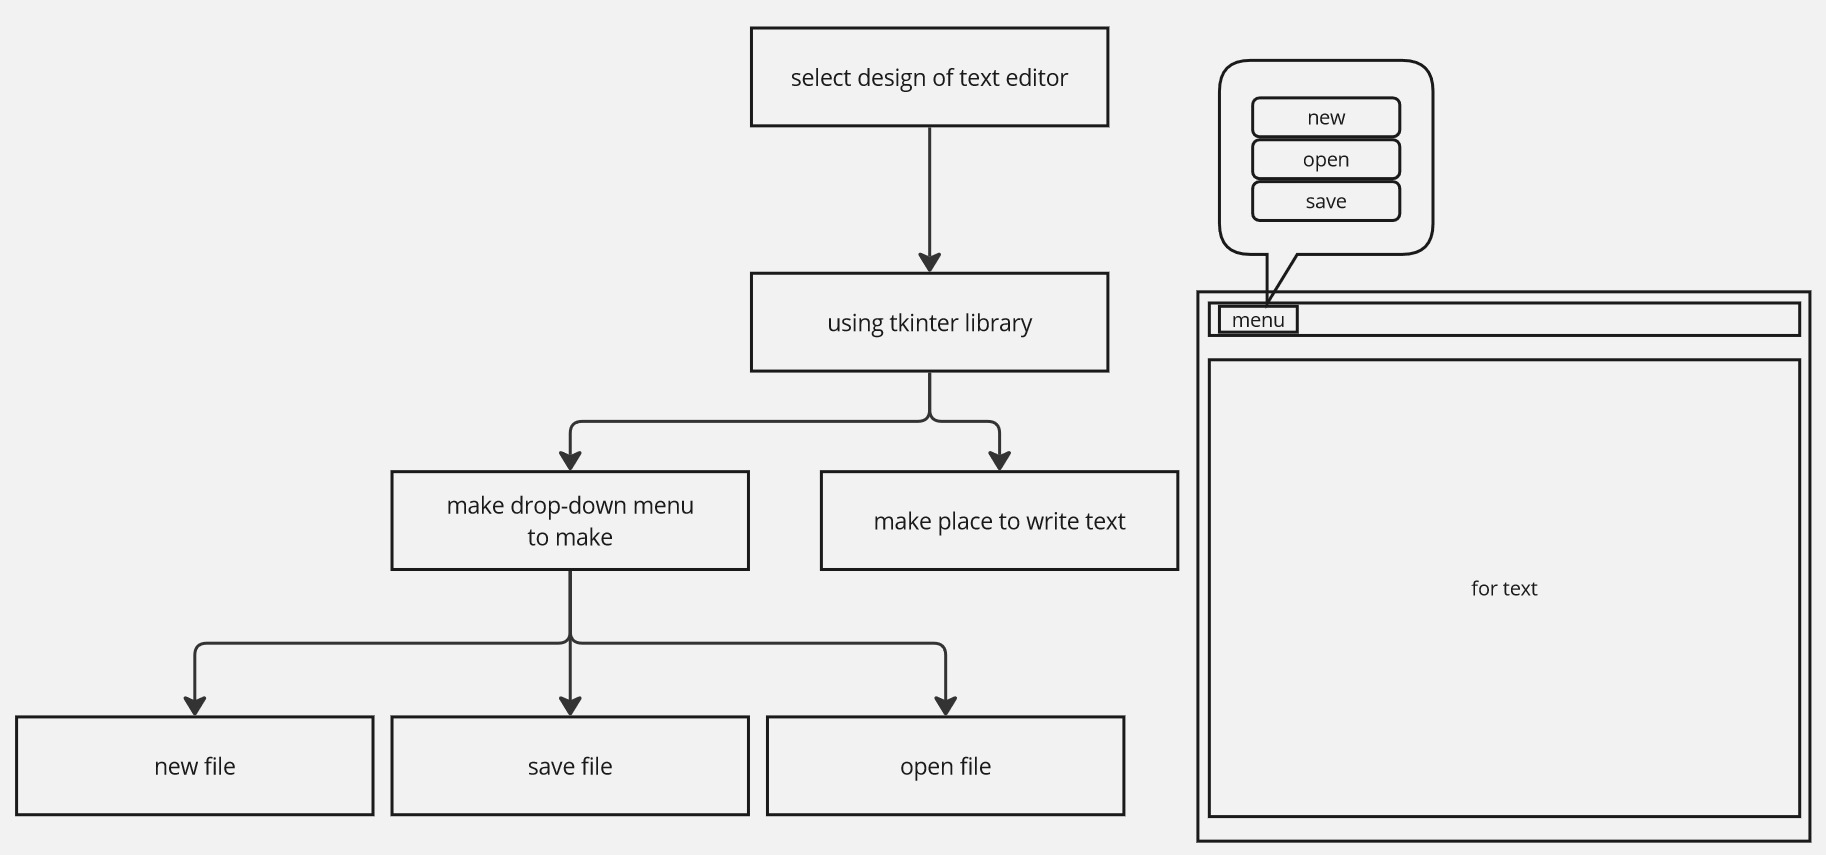 select design of text editor
using tkinter library
make drop-down menu
to make
make place to write text
new file
save file
open file
new
open
save
menu
for text